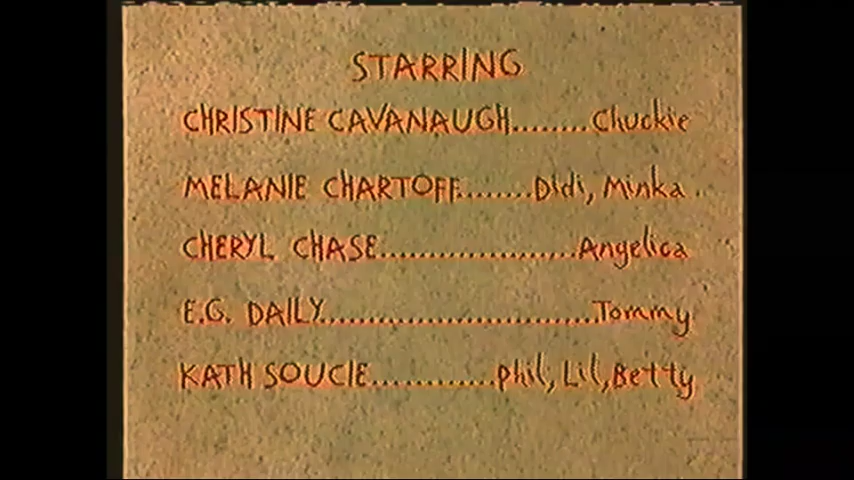 STARRING
CHRISTINE CAVANAUGH........Chuckie
MELANIE CHARTOFF.......Didi, Minka
CHERYL CHASE...................Angelica
E.G. DAILY...........................Tommy
KATH SOUCIE............Phil, Lil, Betty